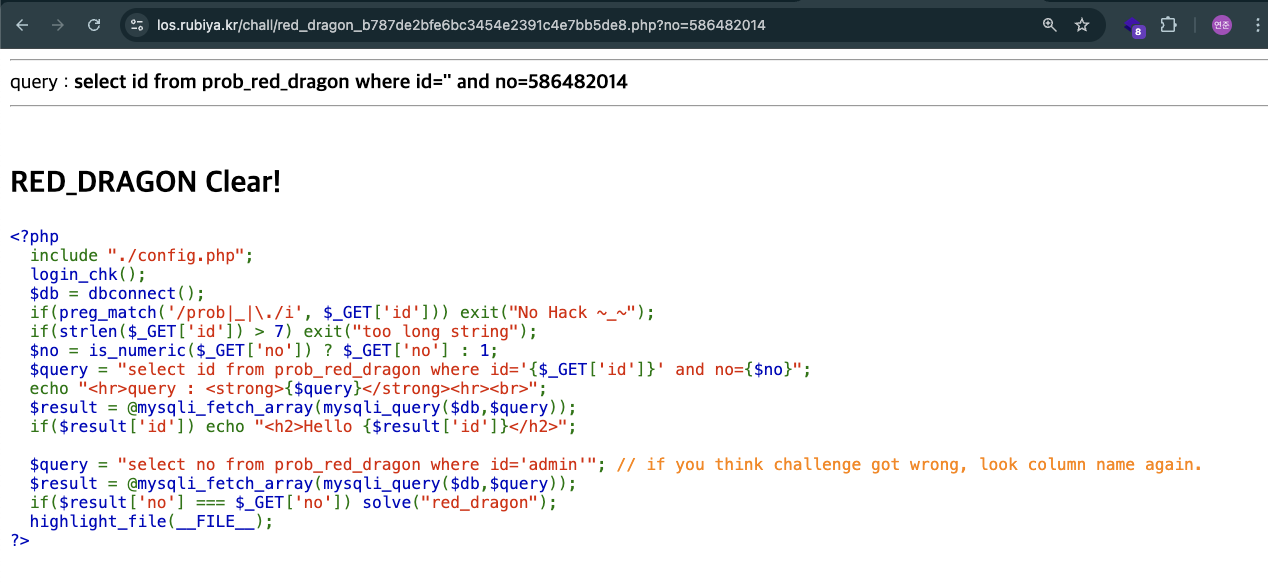 los.rubiya.kr/chall/red_dragon_b787de2bfe6bc3454e2391c4e7bb5de8.php?no=586482014
8
연준
query : select id from prob_red_dragon where id='' and no=586482014
RED_DRAGON Clear!
<?php
  include "./config.php";
  login_chk();
  $db = dbconnect();
  if(preg_match('/prob|_|\./i', $_GET['id'])) exit("No Hack ~_~");
  if(strlen($_GET['id']) > 7) exit("too long string");
  $no = is_numeric($_GET['no']) ? $_GET['no'] : 1;
  $query = "select id from prob_red_dragon where id='{$_GET['id']}' and no={$no}";
  echo "<hr>query : <strong>{$query}</strong><hr><br>";
  $result = @mysqli_fetch_array(mysqli_query($db,$query));
  if($result['id']) echo "<h2>Hello {$result['id']}</h2>";
  $query = "select no from prob_red_dragon where id='admin'"; // if you think challenge got wrong, look column name again.
  $result = @mysqli_fetch_array(mysqli_query($db,$query));
  if($result['no'] === $_GET['no']) solve("red_dragon");
  highlight_file(__FILE__);
?>